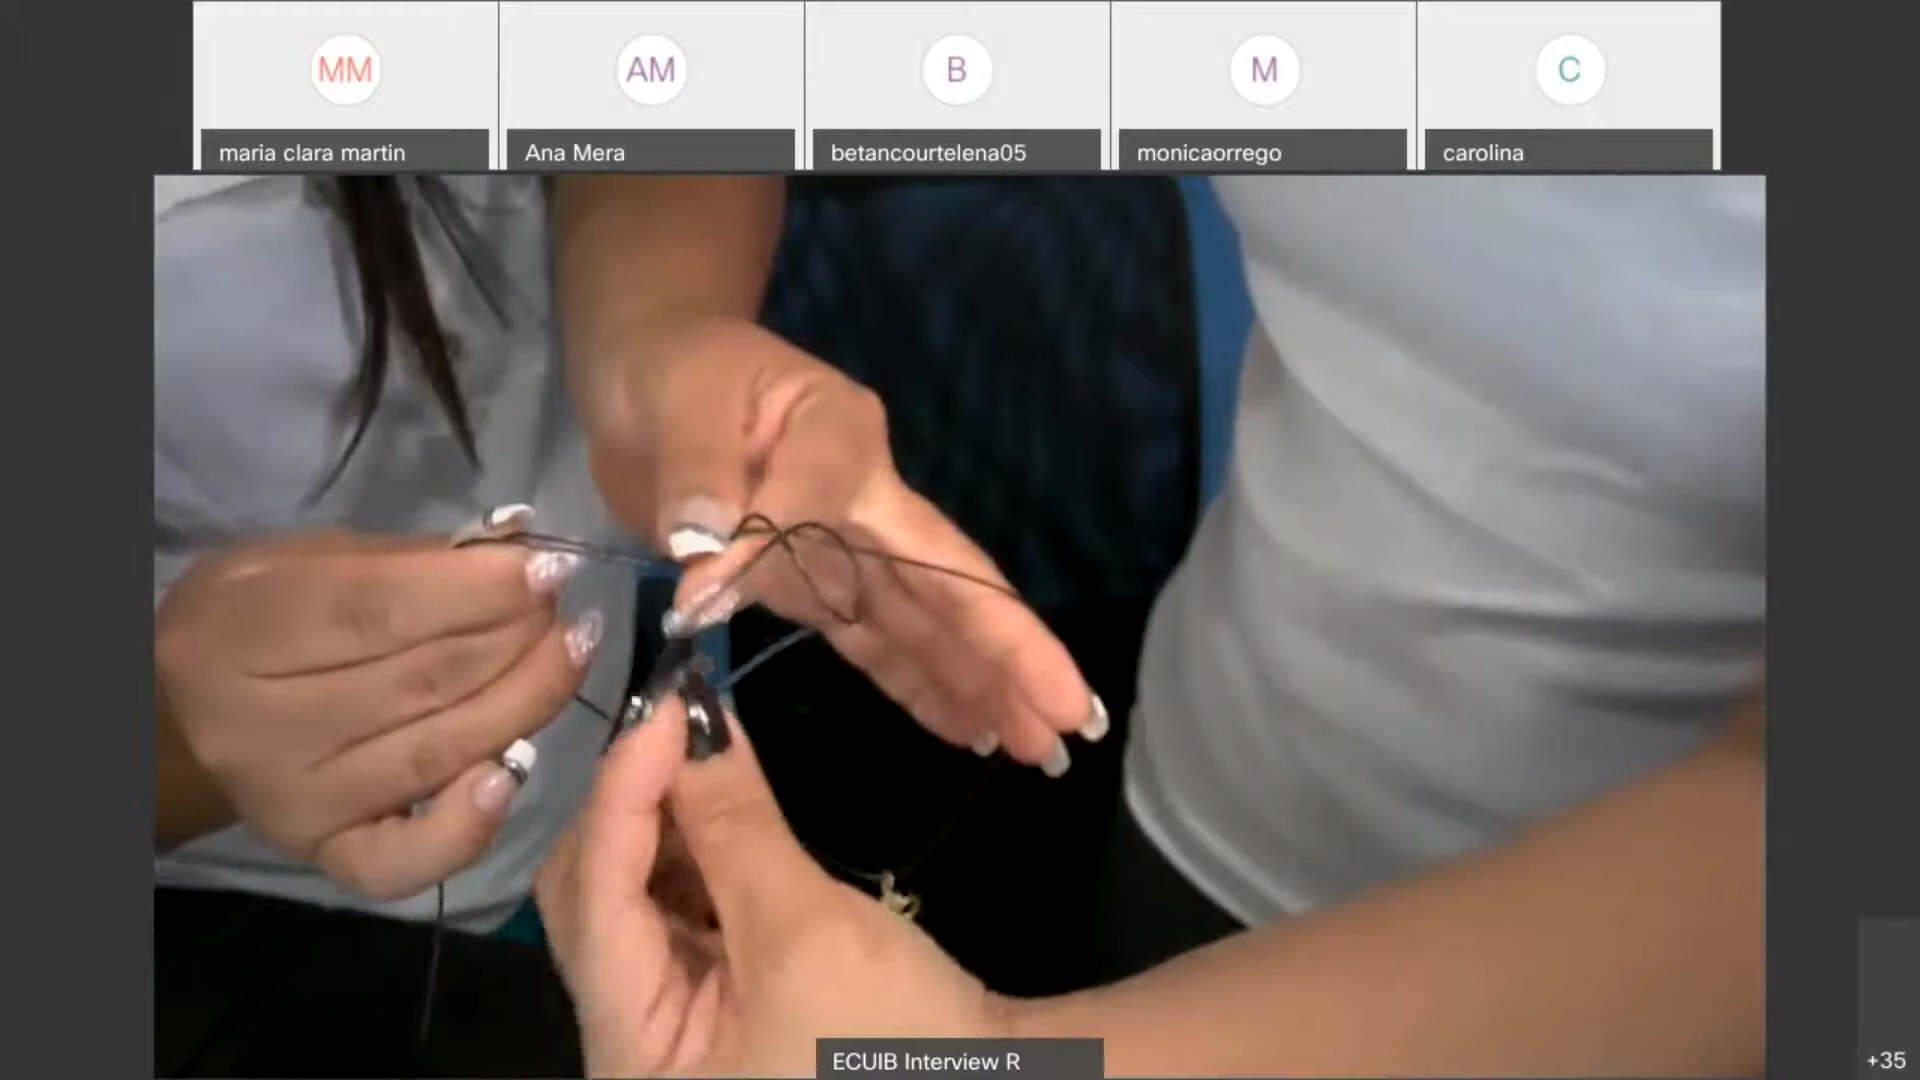 MM
AM
B
M
C
maria clara martin
Ana Mera
betancourtelena05
monicaorrego
carolina
ECUIB Interview R
+35